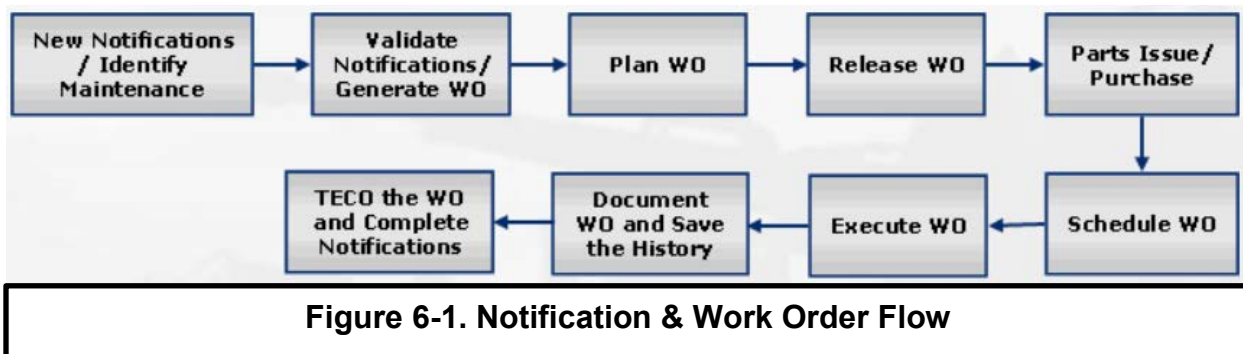 New Notifications
/ Identify
Maintenance
Validate
Notifications/
Generate WO
Plan WO
Release WO
Parts Issue/
Purchase
Schedule WO
Execute WO
Document
WO and Save
the History
TECO the WO
and Complete
Notifications
Figure 6-1. Notification & Work Order Flow